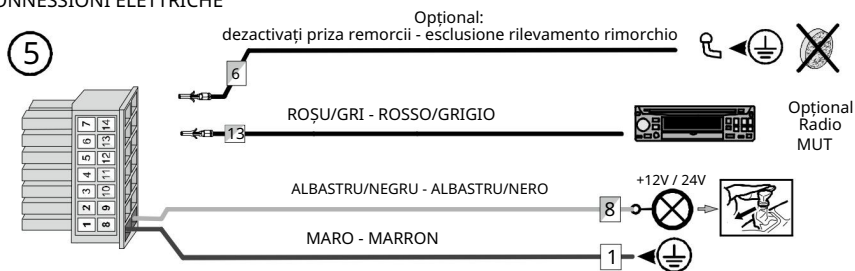 ONNESSIONI ELETTRICHE
5
Opțional:
dezactivați priza remorcii - esclusione rilevamento rimorchio
6
ROȘU/GRI - ROSSO/GRIGIO
13
Opțional
Radio
MUT
7 14
6 13
5 12
4 11
3 10
2 9
1 8
ALBASTRU/NEGRU - ALBASTRU/NERO
8
+12V / 24V
MARO - MARRON
1